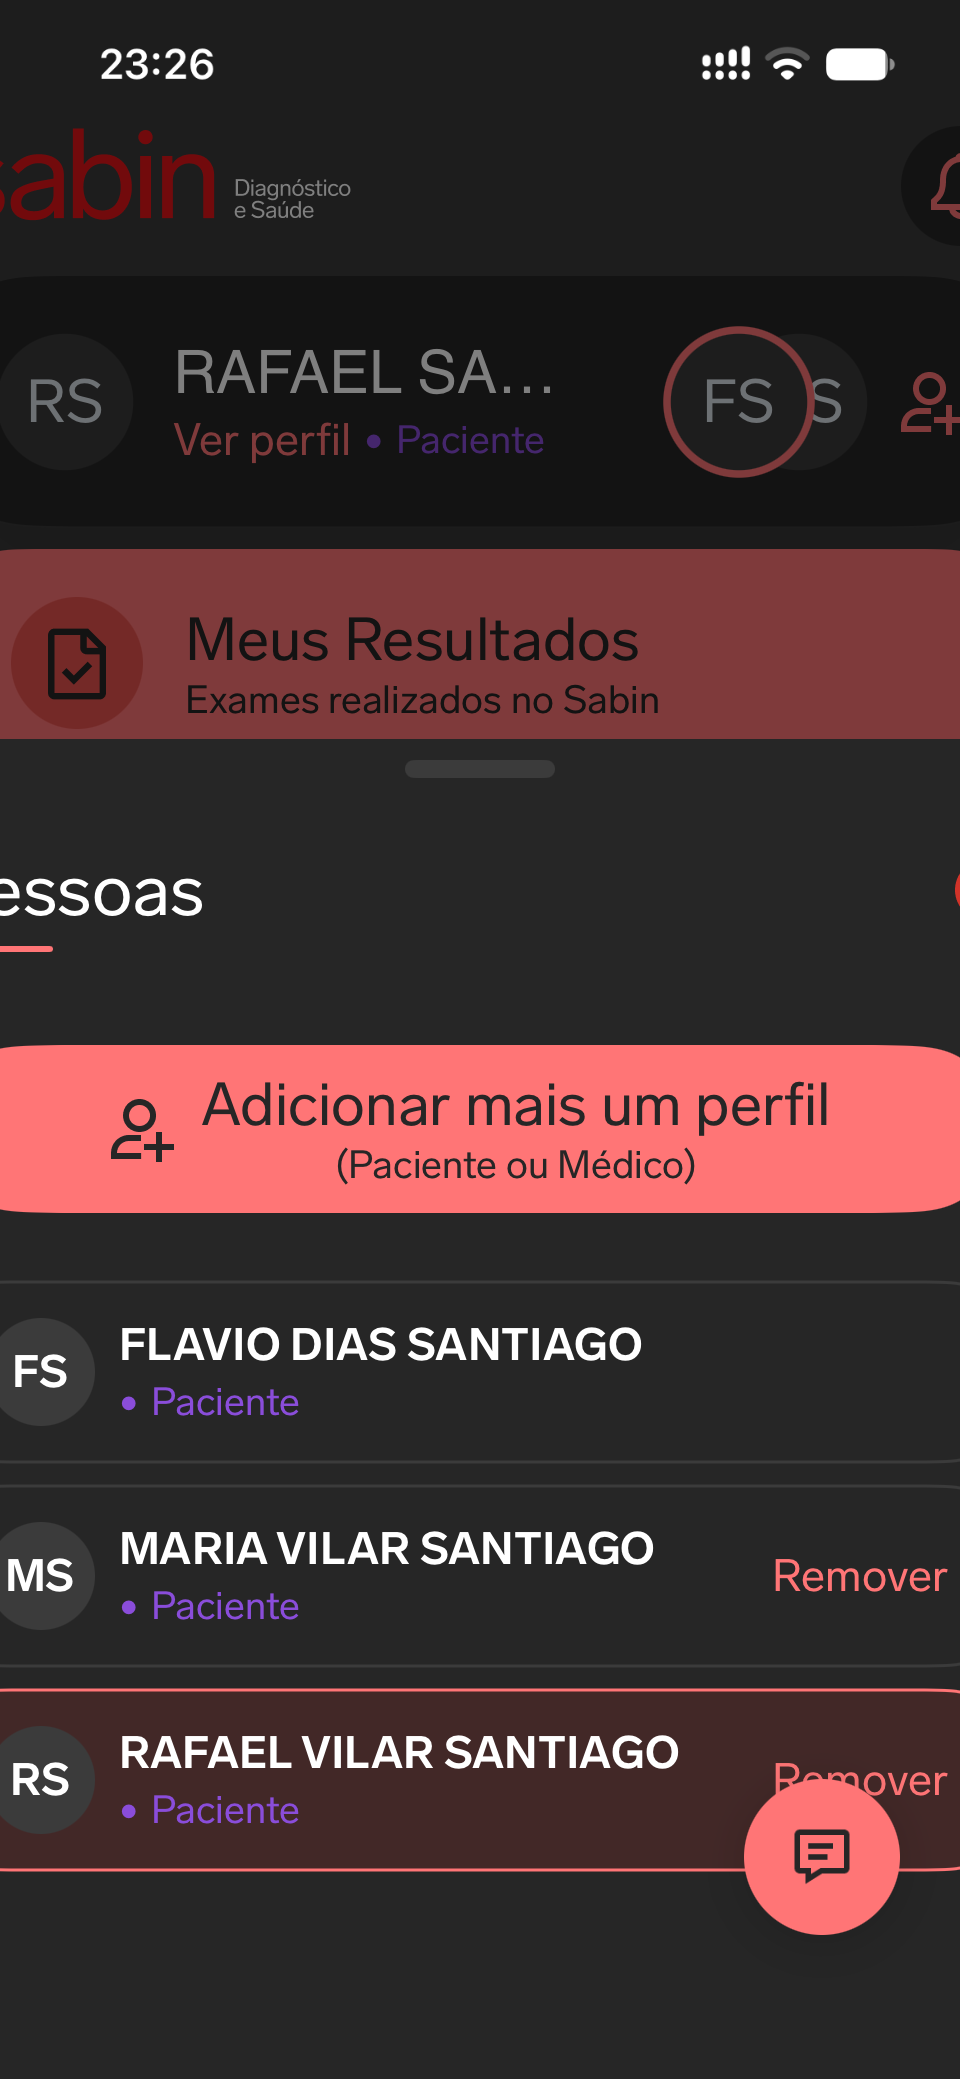 23:26
sabin
Diagnóstico
e Saúde
RS
RAFAEL SA...
Ver perfil • Paciente
FS
S
Meus Resultados
Exames realizados no Sabin
essoas
Adicionar mais um perfil
(Paciente ou Médico)
FS
FLAVIO DIAS SANTIAGO
• Paciente
MS
MARIA VILAR SANTIAGO
• Paciente
Remover
RS
RAFAEL VILAR SANTIAGO
• Paciente
Remover